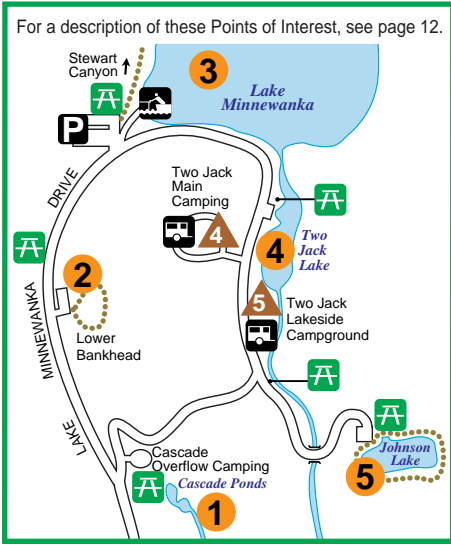 For a description of these Points of Interest, see page 12.
Stewart
Canyon
3
Lake
Minnewanka
P
DRIVE
Two Jack
Main
Camping
4
4
Two
Jack
Lake
2
MINNEWANKA
5
Two Jack
Lakeside
Campground
Lower
Bankhead
LAKE
Cascade
Overflow Camping
Cascade Ponds
1
Johnson
Lake
5